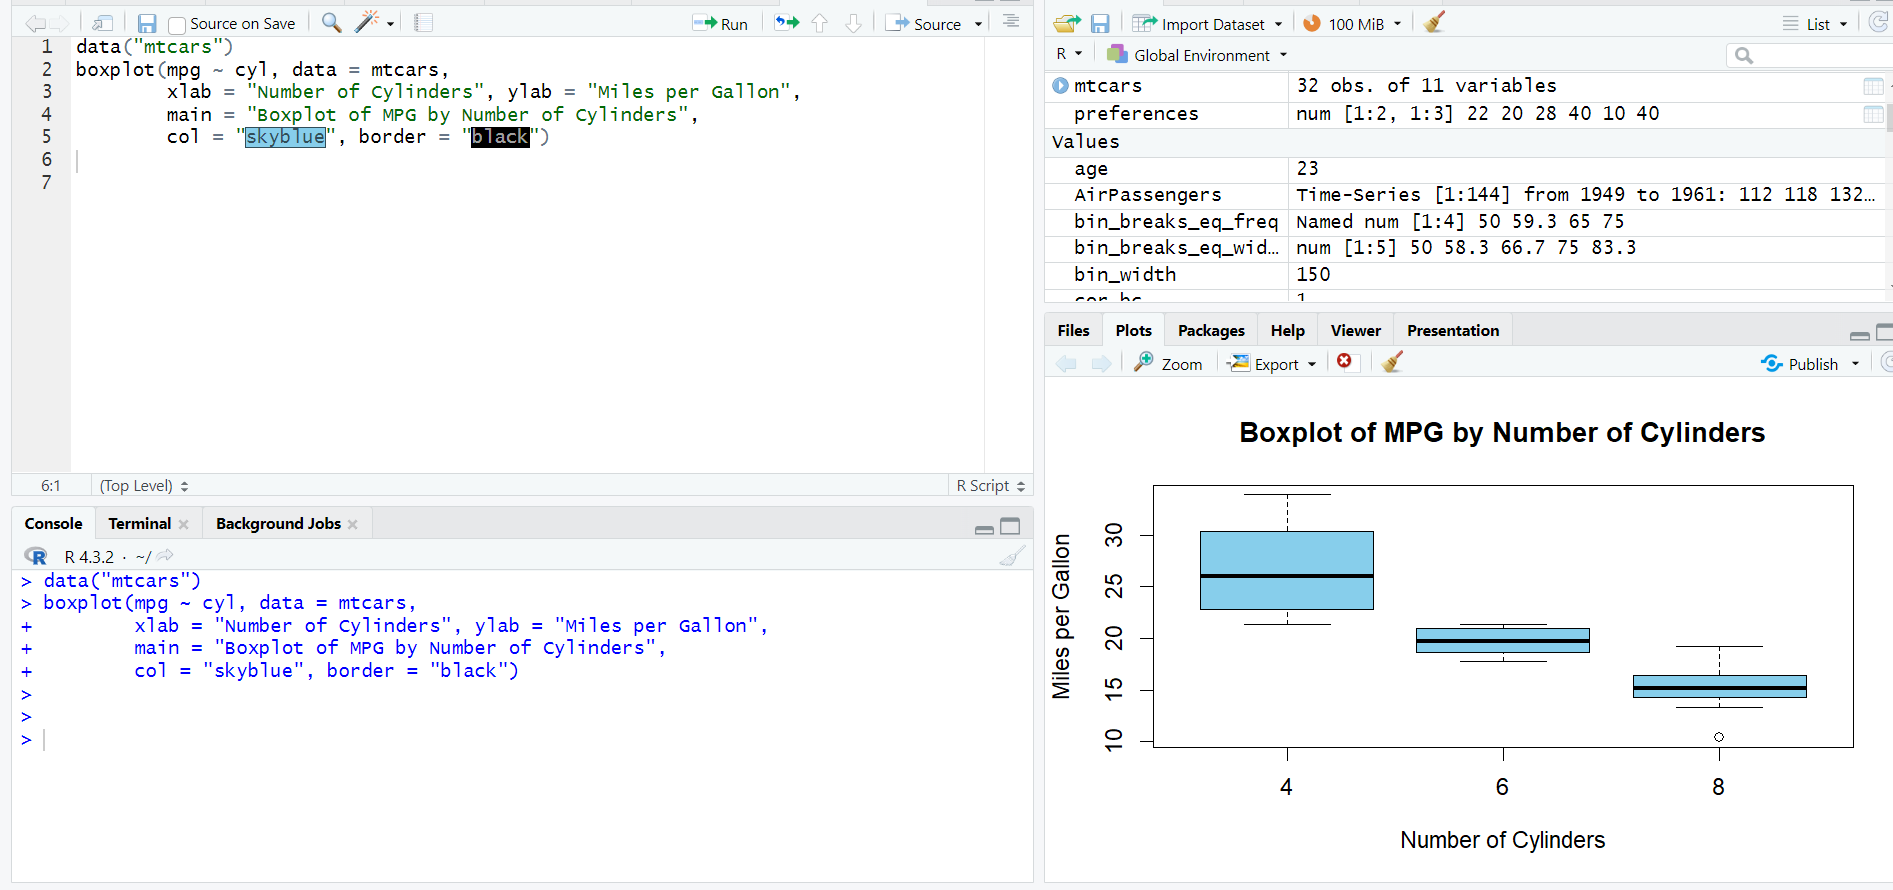 Source on Save
Run
Source
1 data("mtcars")
2 boxplot(mpg ~ cyl, data = mtcars,
3 xlab = "Number of Cylinders", ylab = "Miles per Gallon",
4 main = "Boxplot of MPG by Number of Cylinders",
5 col = "skyblue", border = "black")
6
7
6:1 (Top Level) R Script
Console Terminal Background Jobs
R R 4.3.2 · ~/
> data("mtcars")
> boxplot(mpg ~ cyl, data = mtcars,
+ xlab = "Number of Cylinders", ylab = "Miles per Gallon",
+ main = "Boxplot of MPG by Number of Cylinders",
+ col = "skyblue", border = "black")
>
>
>
Import Dataset 100 MiB List
R Global Environment
mtcars 32 obs. of 11 variables
preferences num [1:2, 1:3] 22 20 28 40 10 40
Values
age 23
AirPassengers Time-Series [1:144] from 1949 to 1961: 112 118 132…
bin_breaks_eq_freq Named num [1:4] 50 59.3 65 75
bin_breaks_eq_wid… num [1:5] 50 58.3 66.7 75 83.3
bin_width 150
Files Plots Packages Help Viewer Presentation
Zoom Export Publish
Boxplot of MPG by Number of Cylinders
Miles per Gallon
30
25
20
15
10
4 6 8
Number of Cylinders